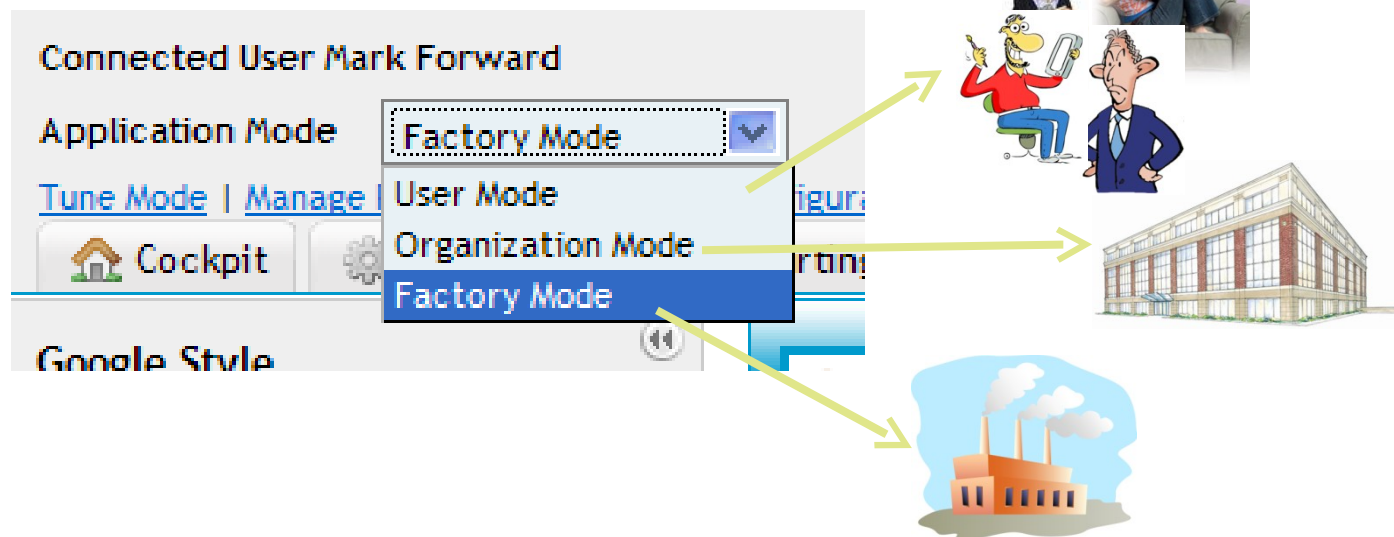 Connected User Mark Forward
Application Mode
Factory Mode
User Mode
Organization Mode
Factory Mode
Tune Mode | Manage
Cockpit
Google Style